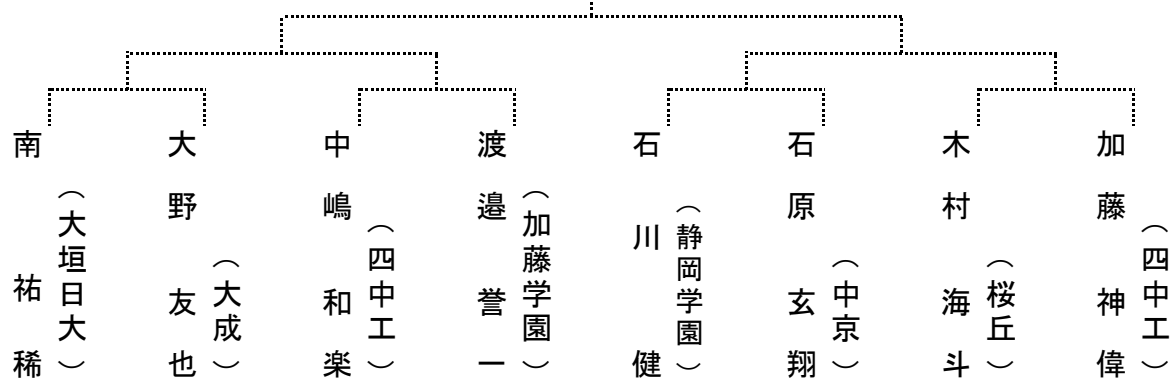 南 祐稀
（大垣日大）
大野 友也
（大成）
中嶋 和楽
（四中工）
渡邉 誉一
（加藤学園）
石川 健
（静岡学園）
石原 玄翔
（中京）
木村 海斗
（桜丘）
加藤 神偉
（四中工）